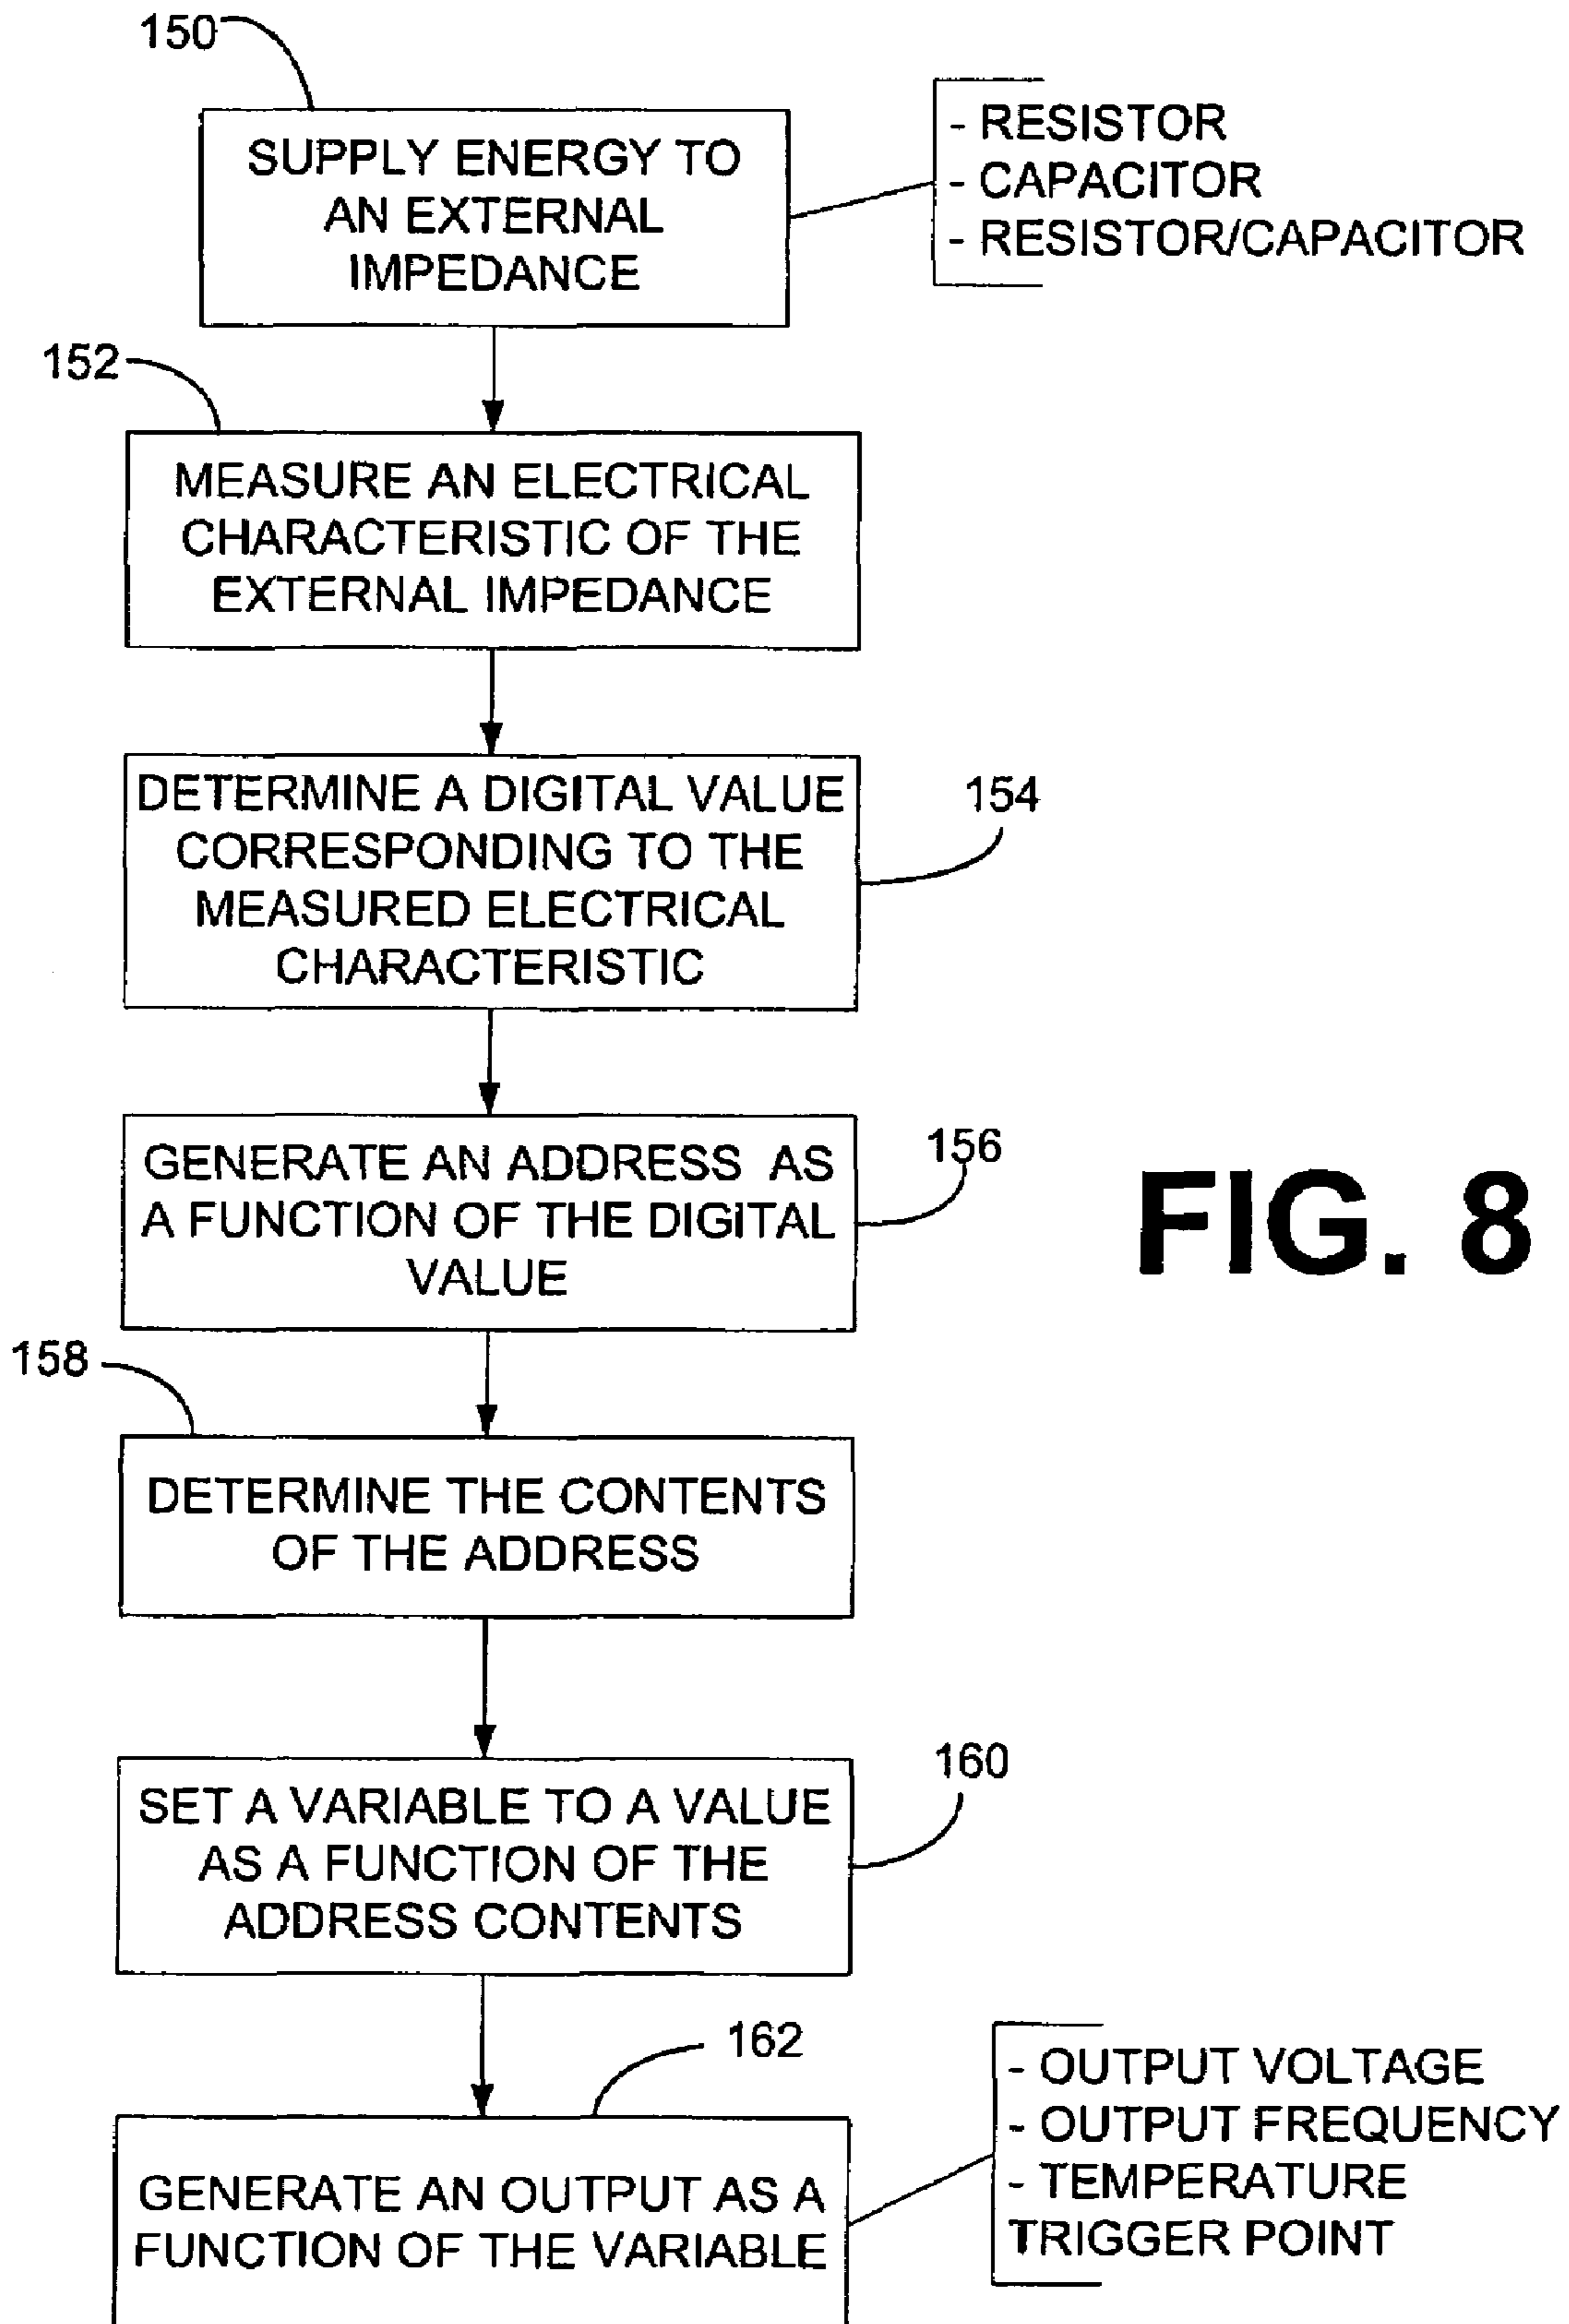 150
SUPPLY ENERGY TO
AN EXTERNAL
IMPEDANCE
- RESISTOR
- CAPACITOR
- RESISTOR/CAPACITOR
152
MEASURE AN ELECTRICAL
CHARACTERISTIC OF THE
EXTERNAL IMPEDANCE
DETERMINE A DIGITAL VALUE
CORRESPONDING TO THE
MEASURED ELECTRICAL
CHARACTERISTIC
154
GENERATE AN ADDRESS AS
A FUNCTION OF THE DIGITAL
VALUE
156
FIG. 8
158
DETERMINE THE CONTENTS
OF THE ADDRESS
SET A VARIABLE TO A VALUE
AS A FUNCTION OF THE
ADDRESS CONTENTS
160
162
GENERATE AN OUTPUT AS A
FUNCTION OF THE VARIABLE
- OUTPUT VOLTAGE
- OUTPUT FREQUENCY
- TEMPERATURE
TRIGGER POINT